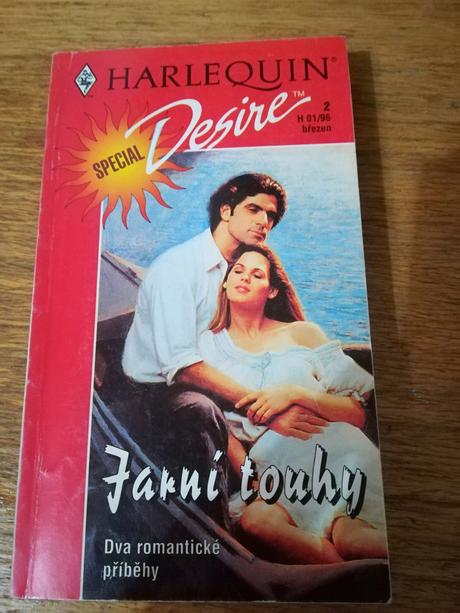 HARLEQUIN®
Desire™
SPECIAL
2
H 01/96
březen
Jarní touhy
Dva romantické
příběhy